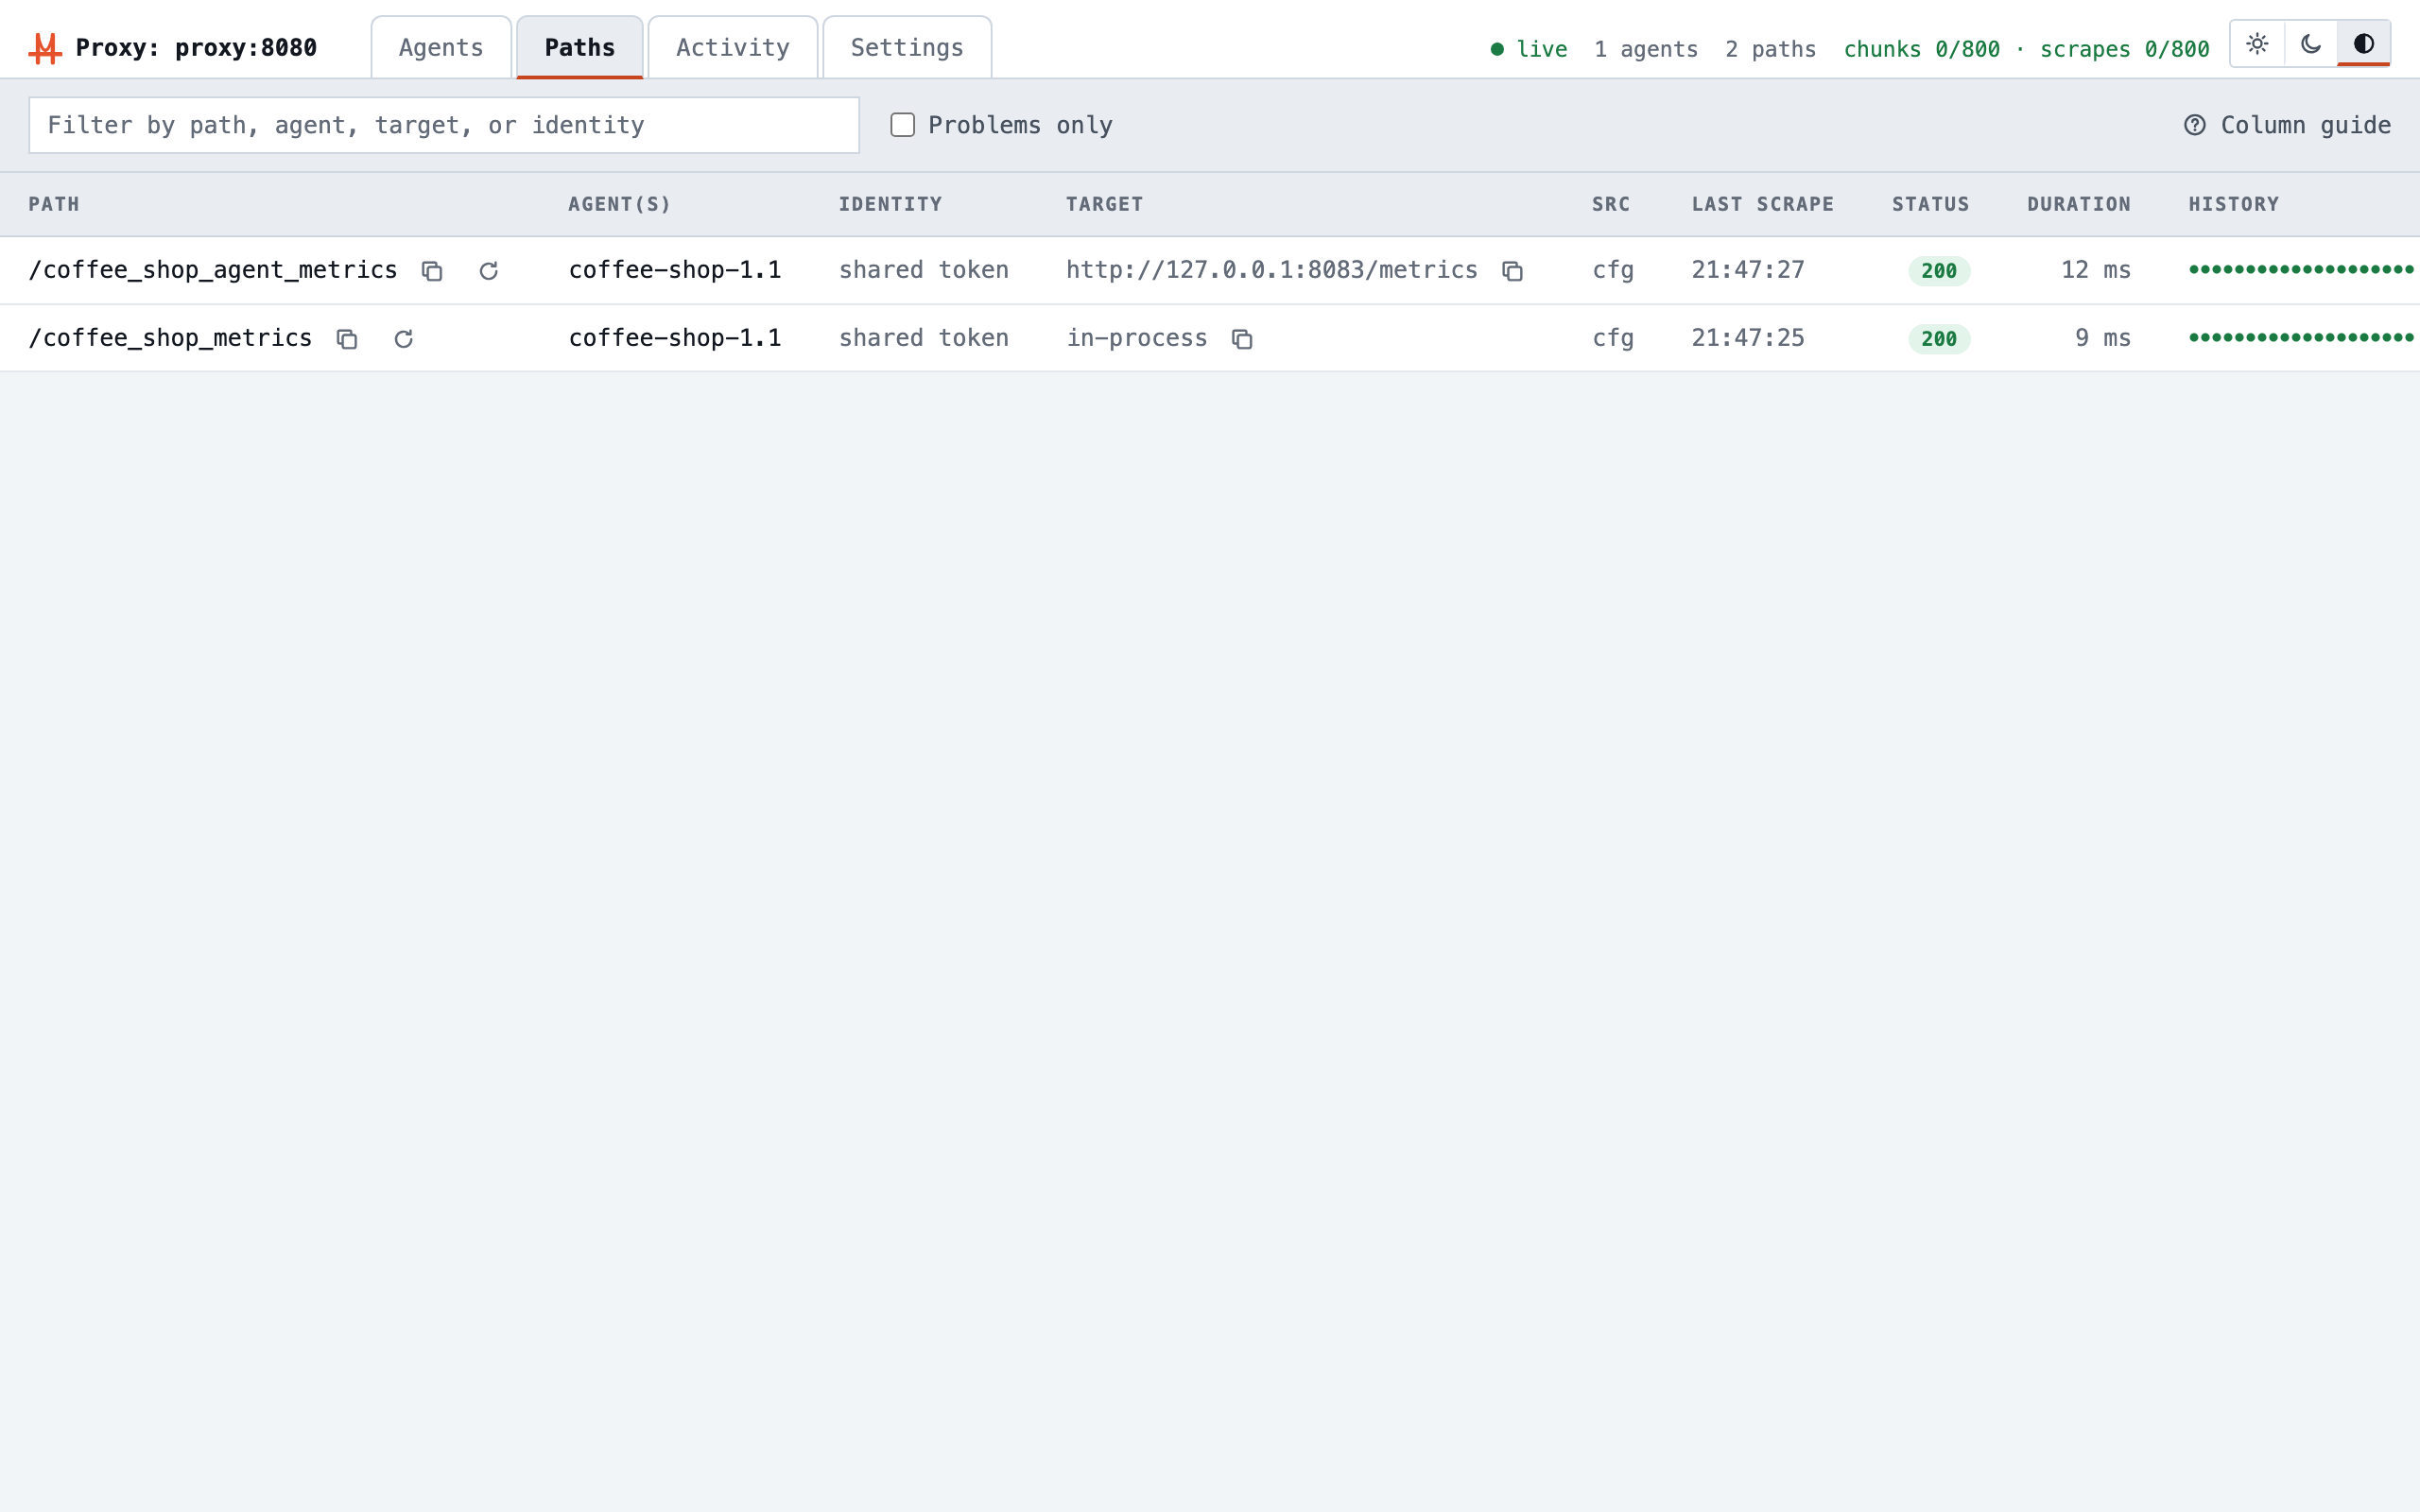 Proxy: proxy:8080 Agents Paths Activity Settings live 1 agents 2 paths chunks 0/800 · scrapes 0/800
Filter by path, agent, target, or identity Problems only Column guide
PATH AGENT(S) IDENTITY TARGET SRC LAST SCRAPE STATUS DURATION HISTORY
/coffee_shop_agent_metrics coffee-shop-1.1 shared token http://127.0.0.1:8083/metrics cfg 21:47:27 200 12 ms
/coffee_shop_metrics coffee-shop-1.1 shared token in-process cfg 21:47:25 200 9 ms